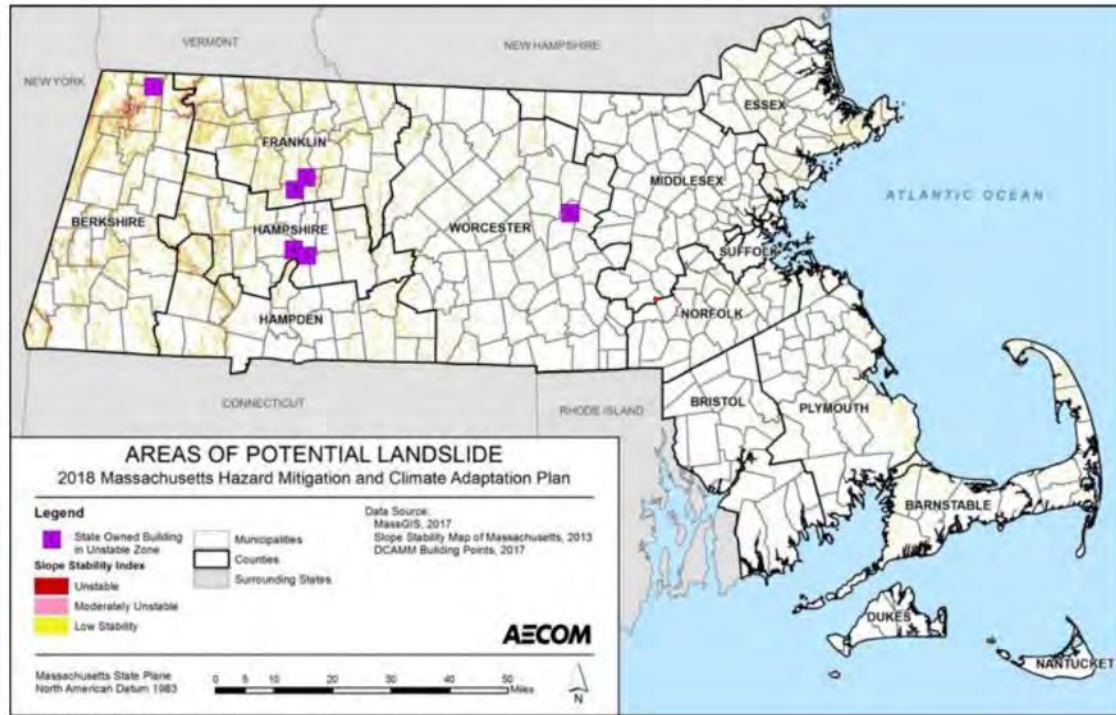 VERMONT
NEW HAMPSHIRE
NEW YORK
ESSEX
FRANKLIN
MIDDLESEX
ATLANTIC OCEAN
BERKSHIRE
HAMPSHIRE
WORCESTER
SUFFOLK
NORFOLK
HAMPDEN
CONNECTICUT
RHODE ISLAND
BRISTOL
PLYMOUTH
BARNSTABLE
DUKES
NANTUCKET
AREAS OF POTENTIAL LANDSLIDE
2018 Massachusetts Hazard Mitigation and Climate Adaptation Plan
Legend
State Owned Building
in Unstable Zone
Slope Stability Index
Unstable
Moderately Unstable
Low Stability
Municipalities
Counties
Surrounding States
Data Source:
MassGIS, 2017
Slope Stability Map of Massachusetts, 2013
DCAMM Building Points, 2017
AECOM
Massachusetts State Plane
North American Datum 1983
0 10 20 30 40 50
Miles
N